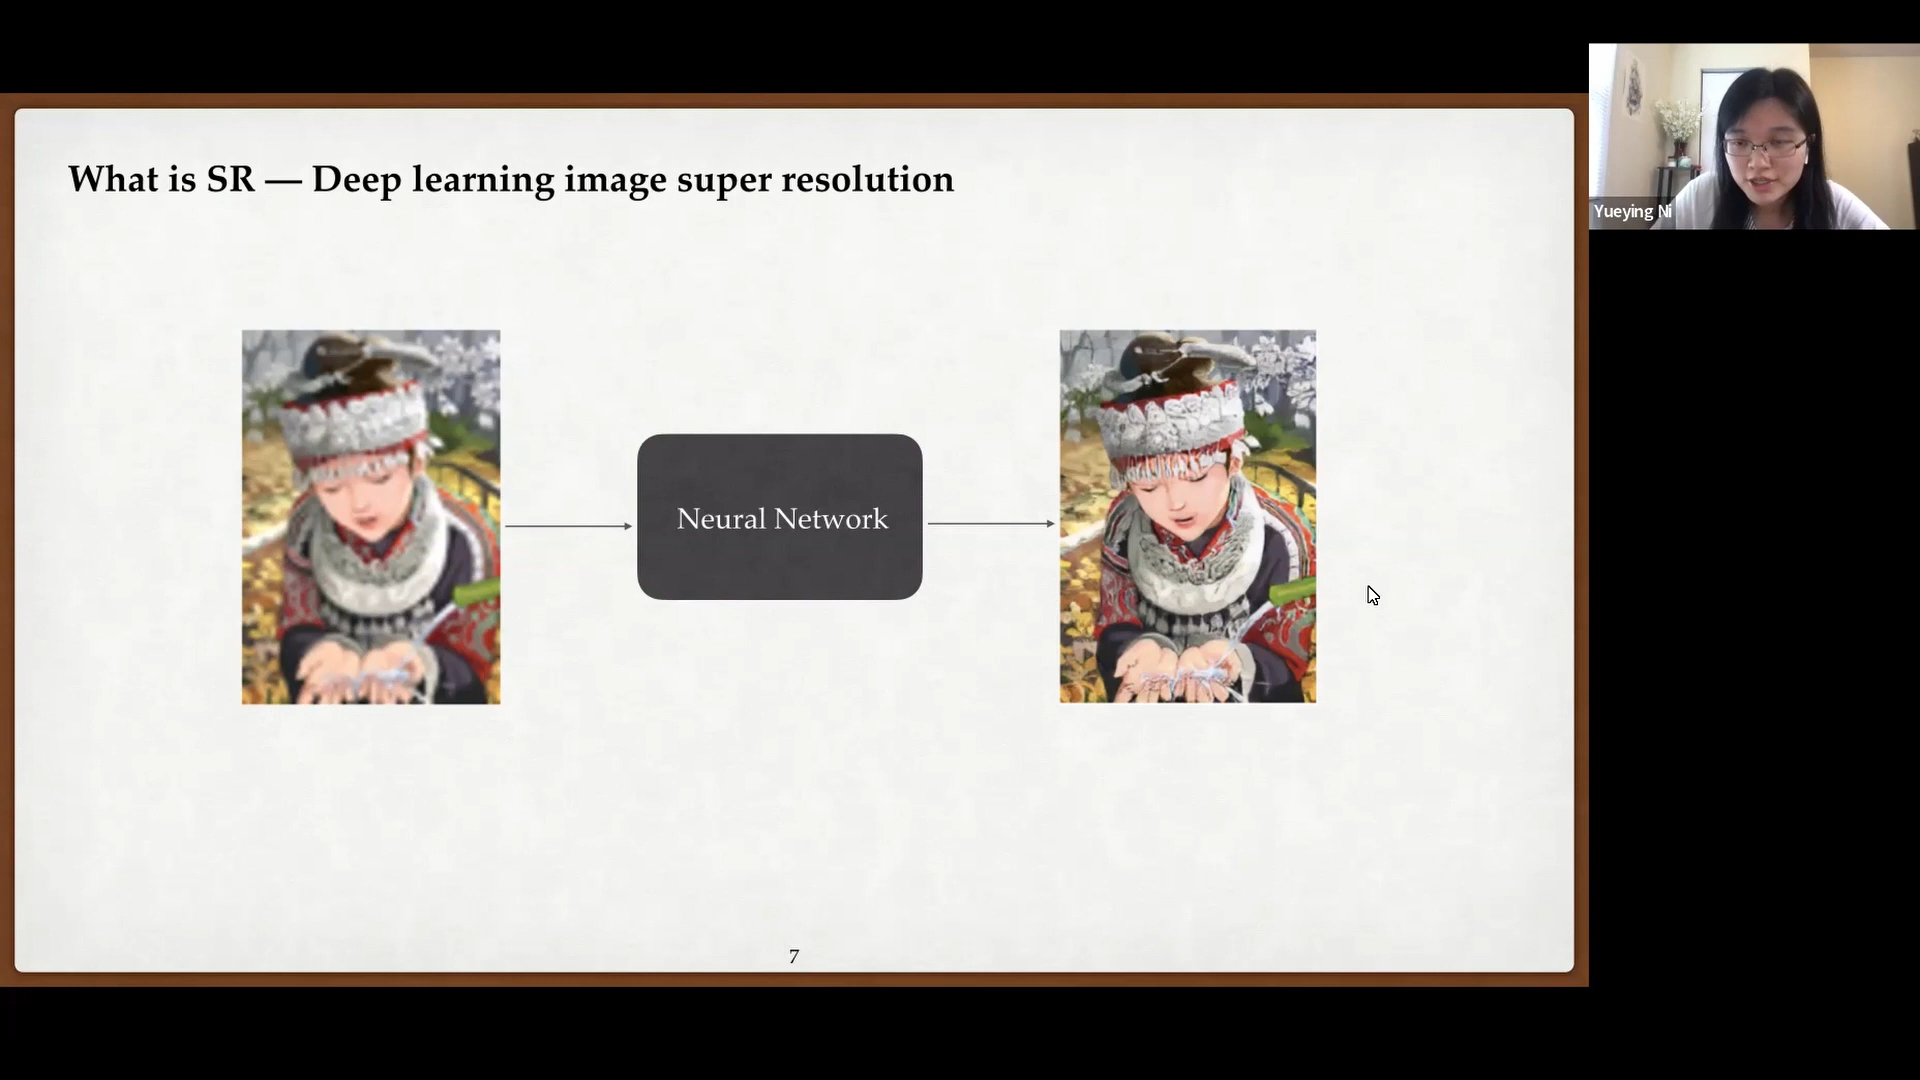 What is SR — Deep learning image super resolution
Yueying Ni
Neural Network
7